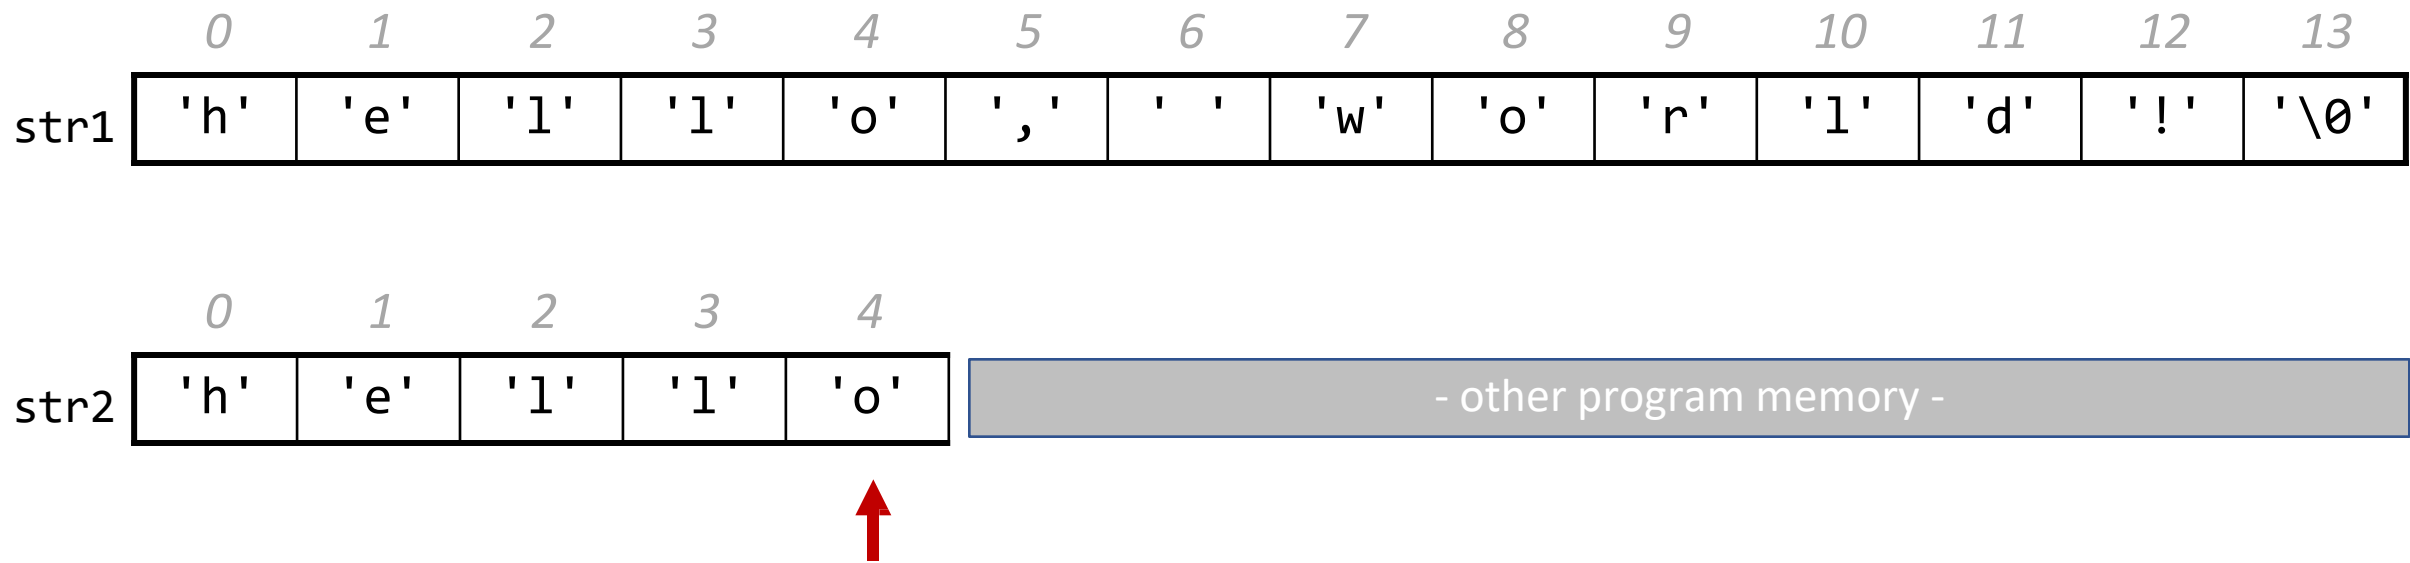 0 1 2 3 4 5 6 7 8 9 10 11 12 13
str1 'h' 'e' 'l' 'l' 'o' ',' ' ' 'w' 'o' 'r' 'l' 'd' '!' '\0'
0 1 2 3 4
str2 'h' 'e' 'l' 'l' 'o' - other program memory -